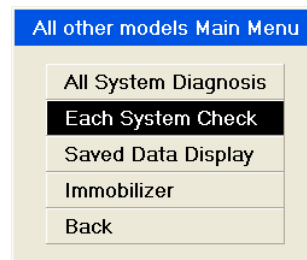 All other models Main Menu
All System Diagnosis
Each System Check
Saved Data Display
Immobilizer
Back